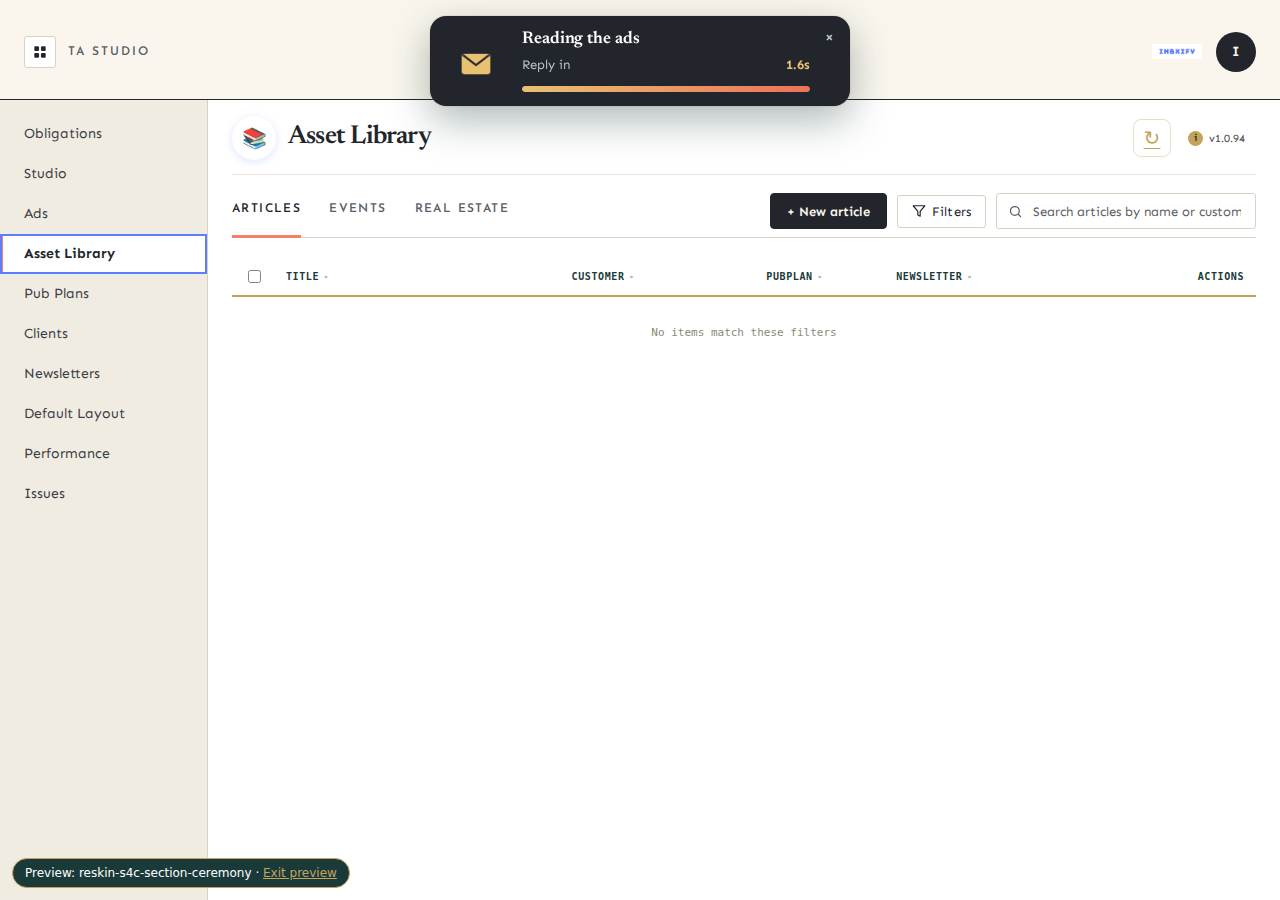 TA STUDIO
Reading the ads
×
Reply in
1.6s
INBXIFY
I
Obligations
Studio
Ads
Asset Library
Pub Plans
Clients
Newsletters
Default Layout
Performance
Issues
Asset Library
v1.0.94
ARTICLES
EVENTS
REAL ESTATE
+ New article
Filters
Search articles by name or custom
TITLE
CUSTOMER
PUBPLAN
NEWSLETTER
ACTIONS
No items match these filters
Preview: reskin-s4c-section-ceremony · Exit preview